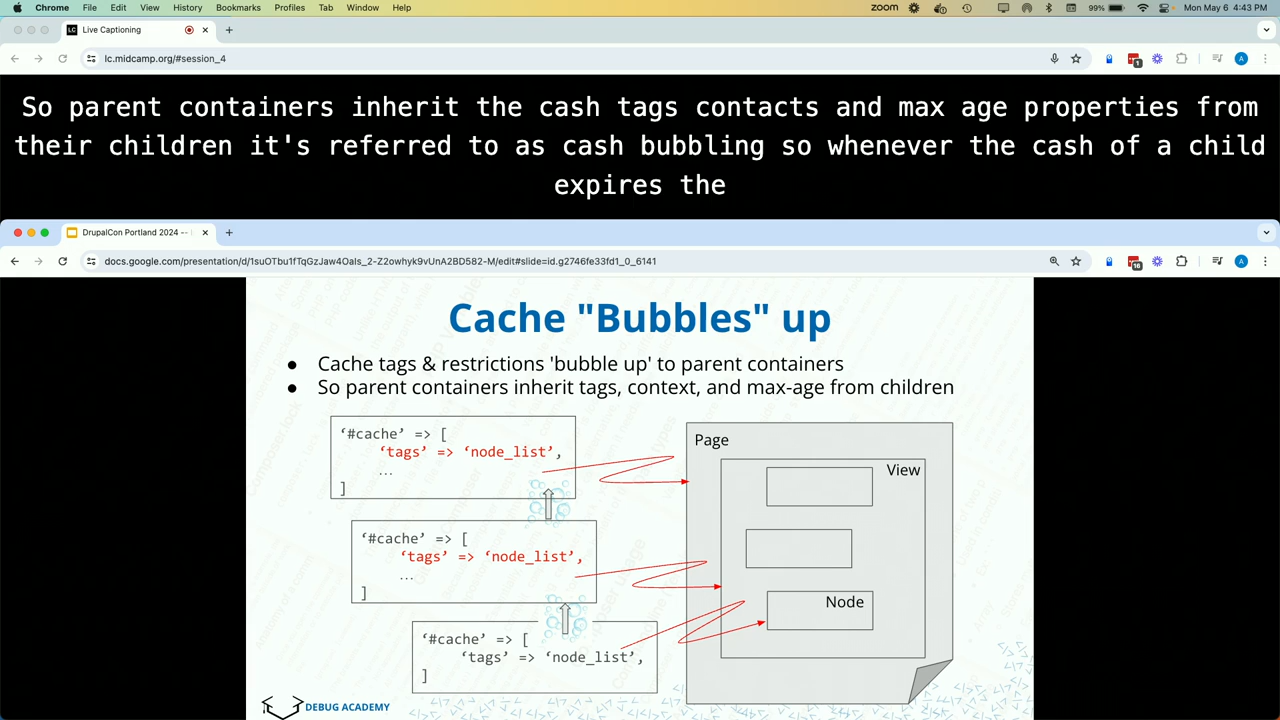 Chrome File Edit View History Bookmarks Profiles Tab Window Help zoom 99% Mon May 6 4:43 PM
LC Live Captioning
lc.midcamp.org/#session_4 1 A
So parent containers inherit the cash tags contacts and max age properties from
their children it's referred to as cash bubbling so whenever the cash of a child
expires the
DrupalCon Portland 2024 --
docs.google.com/presentation/d/1suOTbu1fTqGzJaw4Oals_2-Z2owhyk9vUnA2BD582-M/edit#slide=id.g2746fe33fd1_0_6141 16 A
Cache "Bubbles" up
● Cache tags & restrictions 'bubble up' to parent containers
● So parent containers inherit tags, context, and max-age from children
‘#cache’ => [
‘tags’ => ‘node_list’,
...
]
‘#cache’ => [
‘tags’ => ‘node_list’,
...
]
‘#cache’ => [
‘tags’ => ‘node_list’,
]
Page
View
Node
DEBUG ACADEMY